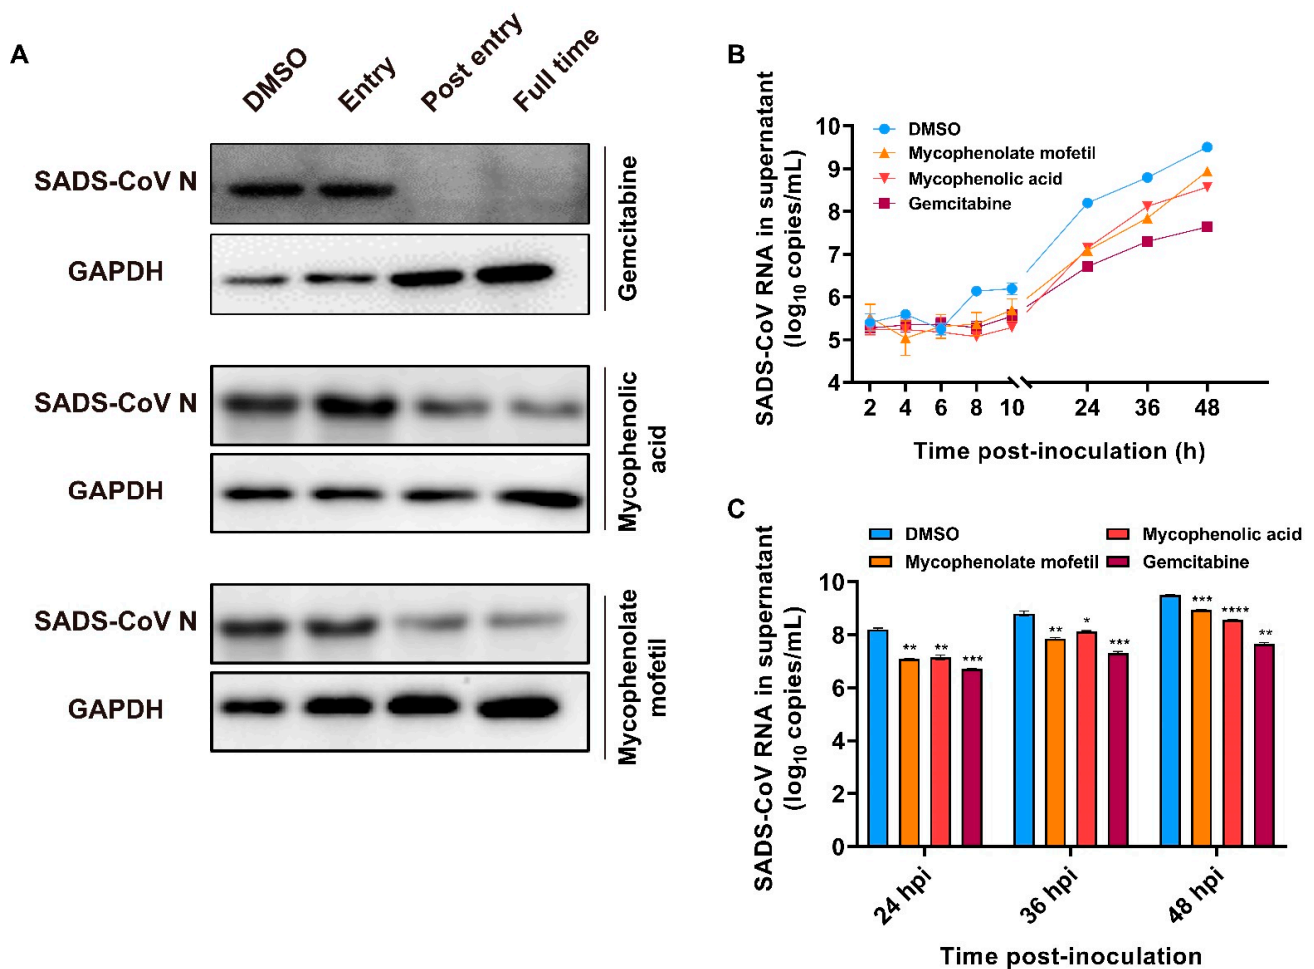 A
DMSO
Entry
Post entry
Full time
SADS-CoV N
GAPDH
Gemcitabine
SADS-CoV N
GAPDH
Mycophenolic
acid
SADS-CoV N
GAPDH
Mycophenolate
mofetil
B
SADS-CoV RNA in supernatant
(log10 copies/mL)
DMSO
Mycophenolate mofetil
Mycophenolic acid
Gemcitabine
10
9
8
7
6
5
4
2 4 6 8 10 24 36 48
Time post-inoculation (h)
C
DMSO
Mycophenolic acid
Mycophenolate mofetil
Gemcitabine
SADS-CoV RNA in supernatant
(log10 copies/mL)
10
8
6
4
2
0
** ** ***
** * ***
*** **** **
24 hpi
36 hpi
48 hpi
Time post-inoculation